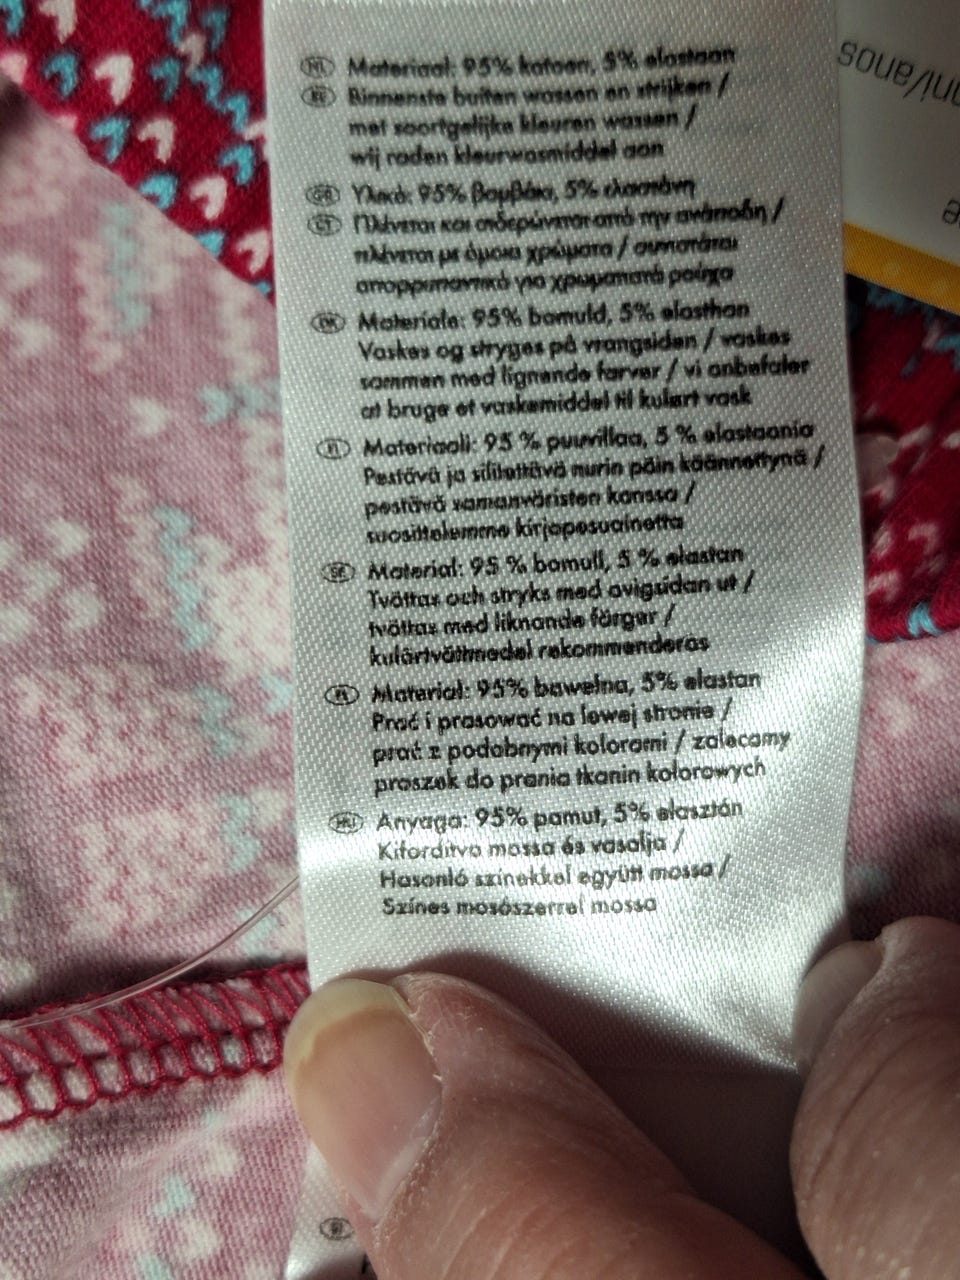 NL Materiaal: 95% katoen, 5% elastaan
BE Binnenste buiten wassen en strijken /
met soortgelijke kleuren wassen /
wij raden kleurwasmiddel aan
GR Υλικό: 95% βαμβάκι, 5% ελαστάνη
CY Πλένεται και σιδερώνεται από την ανάποδη /
πλένεται με όμοια χρώματα / συνιστάται
απορρυπαντικό για χρωματιστά ρούχα
DK Materiale: 95% bomuld, 5% elasthan
Vaskes og stryges på vrangsiden / vaskes
sammen med lignende farver / vi anbefaler
at bruge et vaskemiddel til kulørt vask
FI Materiaali: 95 % puuvillaa, 5 % elastaania
Pestävä ja silitettävä nurin päin käännettynä /
pestävä samanväristen kanssa /
suosittelemme kirjopesuainetta
SE Material: 95 % bomull, 5 % elastan
Tvättas och stryks med avigsidan ut /
tvättas med liknande färger /
kulörtvättmedel rekommenderas
PL Materiał: 95% bawełna, 5% elastan
Prać i prasować na lewej stronie /
prać z podobnymi kolorami / zalecamy
proszek do prania tkanin kolorowych
HU Anyaga: 95% pamut, 5% elasztán
Kifordítva mossa és vasalja /
Hasonló színekkel együtt mossa /
Színes mosószerrel mossa